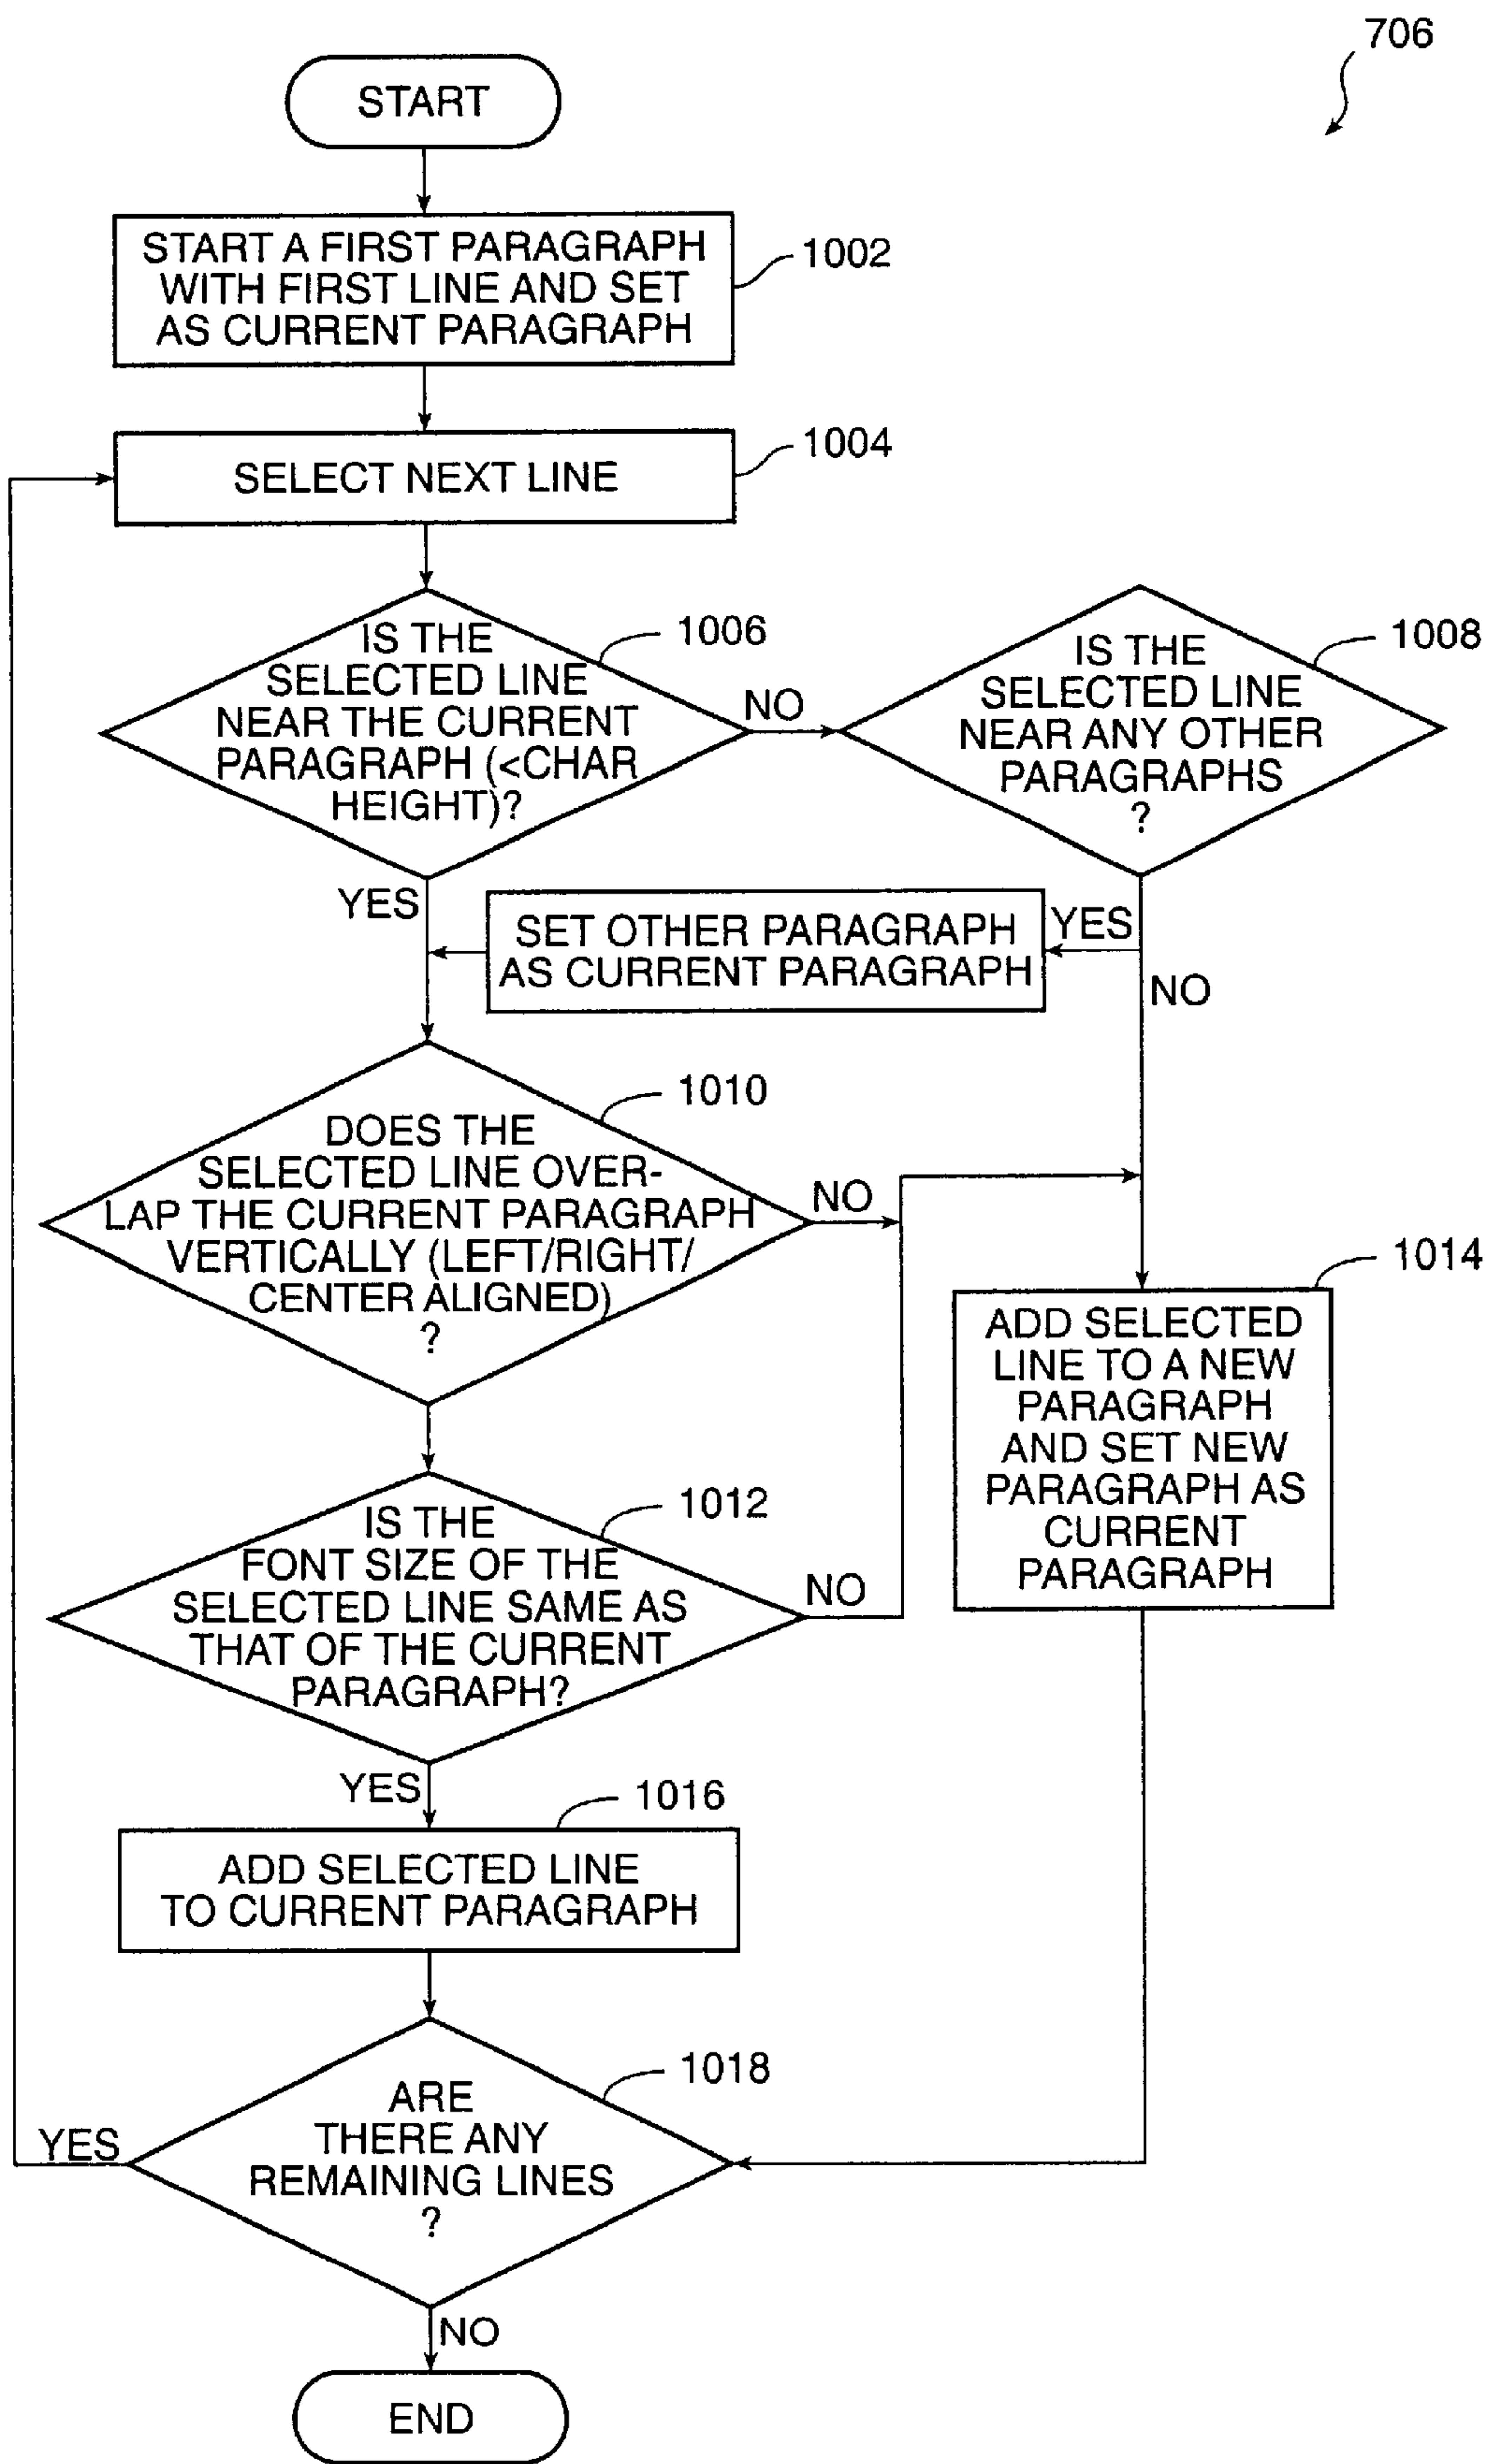 706
START
START A FIRST PARAGRAPH
WITH FIRST LINE AND SET
AS CURRENT PARAGRAPH
1002
SELECT NEXT LINE
1004
IS THE
SELECTED LINE
NEAR THE CURRENT
PARAGRAPH (<CHAR
HEIGHT)?
1006
NO
IS THE
SELECTED LINE
NEAR ANY OTHER
PARAGRAPHS
?
1008
YES
SET OTHER PARAGRAPH
AS CURRENT PARAGRAPH
YES
NO
DOES THE
SELECTED LINE OVER-
LAP THE CURRENT PARAGRAPH
VERTICALLY (LEFT/RIGHT/
CENTER ALIGNED)
?
1010
NO
ADD SELECTED
LINE TO A NEW
PARAGRAPH
AND SET NEW
PARAGRAPH AS
CURRENT
PARAGRAPH
1014
IS THE
FONT SIZE OF THE
SELECTED LINE SAME AS
THAT OF THE CURRENT
PARAGRAPH?
1012
NO
YES
1016
ADD SELECTED LINE
TO CURRENT PARAGRAPH
ARE
THERE ANY
REMAINING LINES
?
1018
YES
NO
END